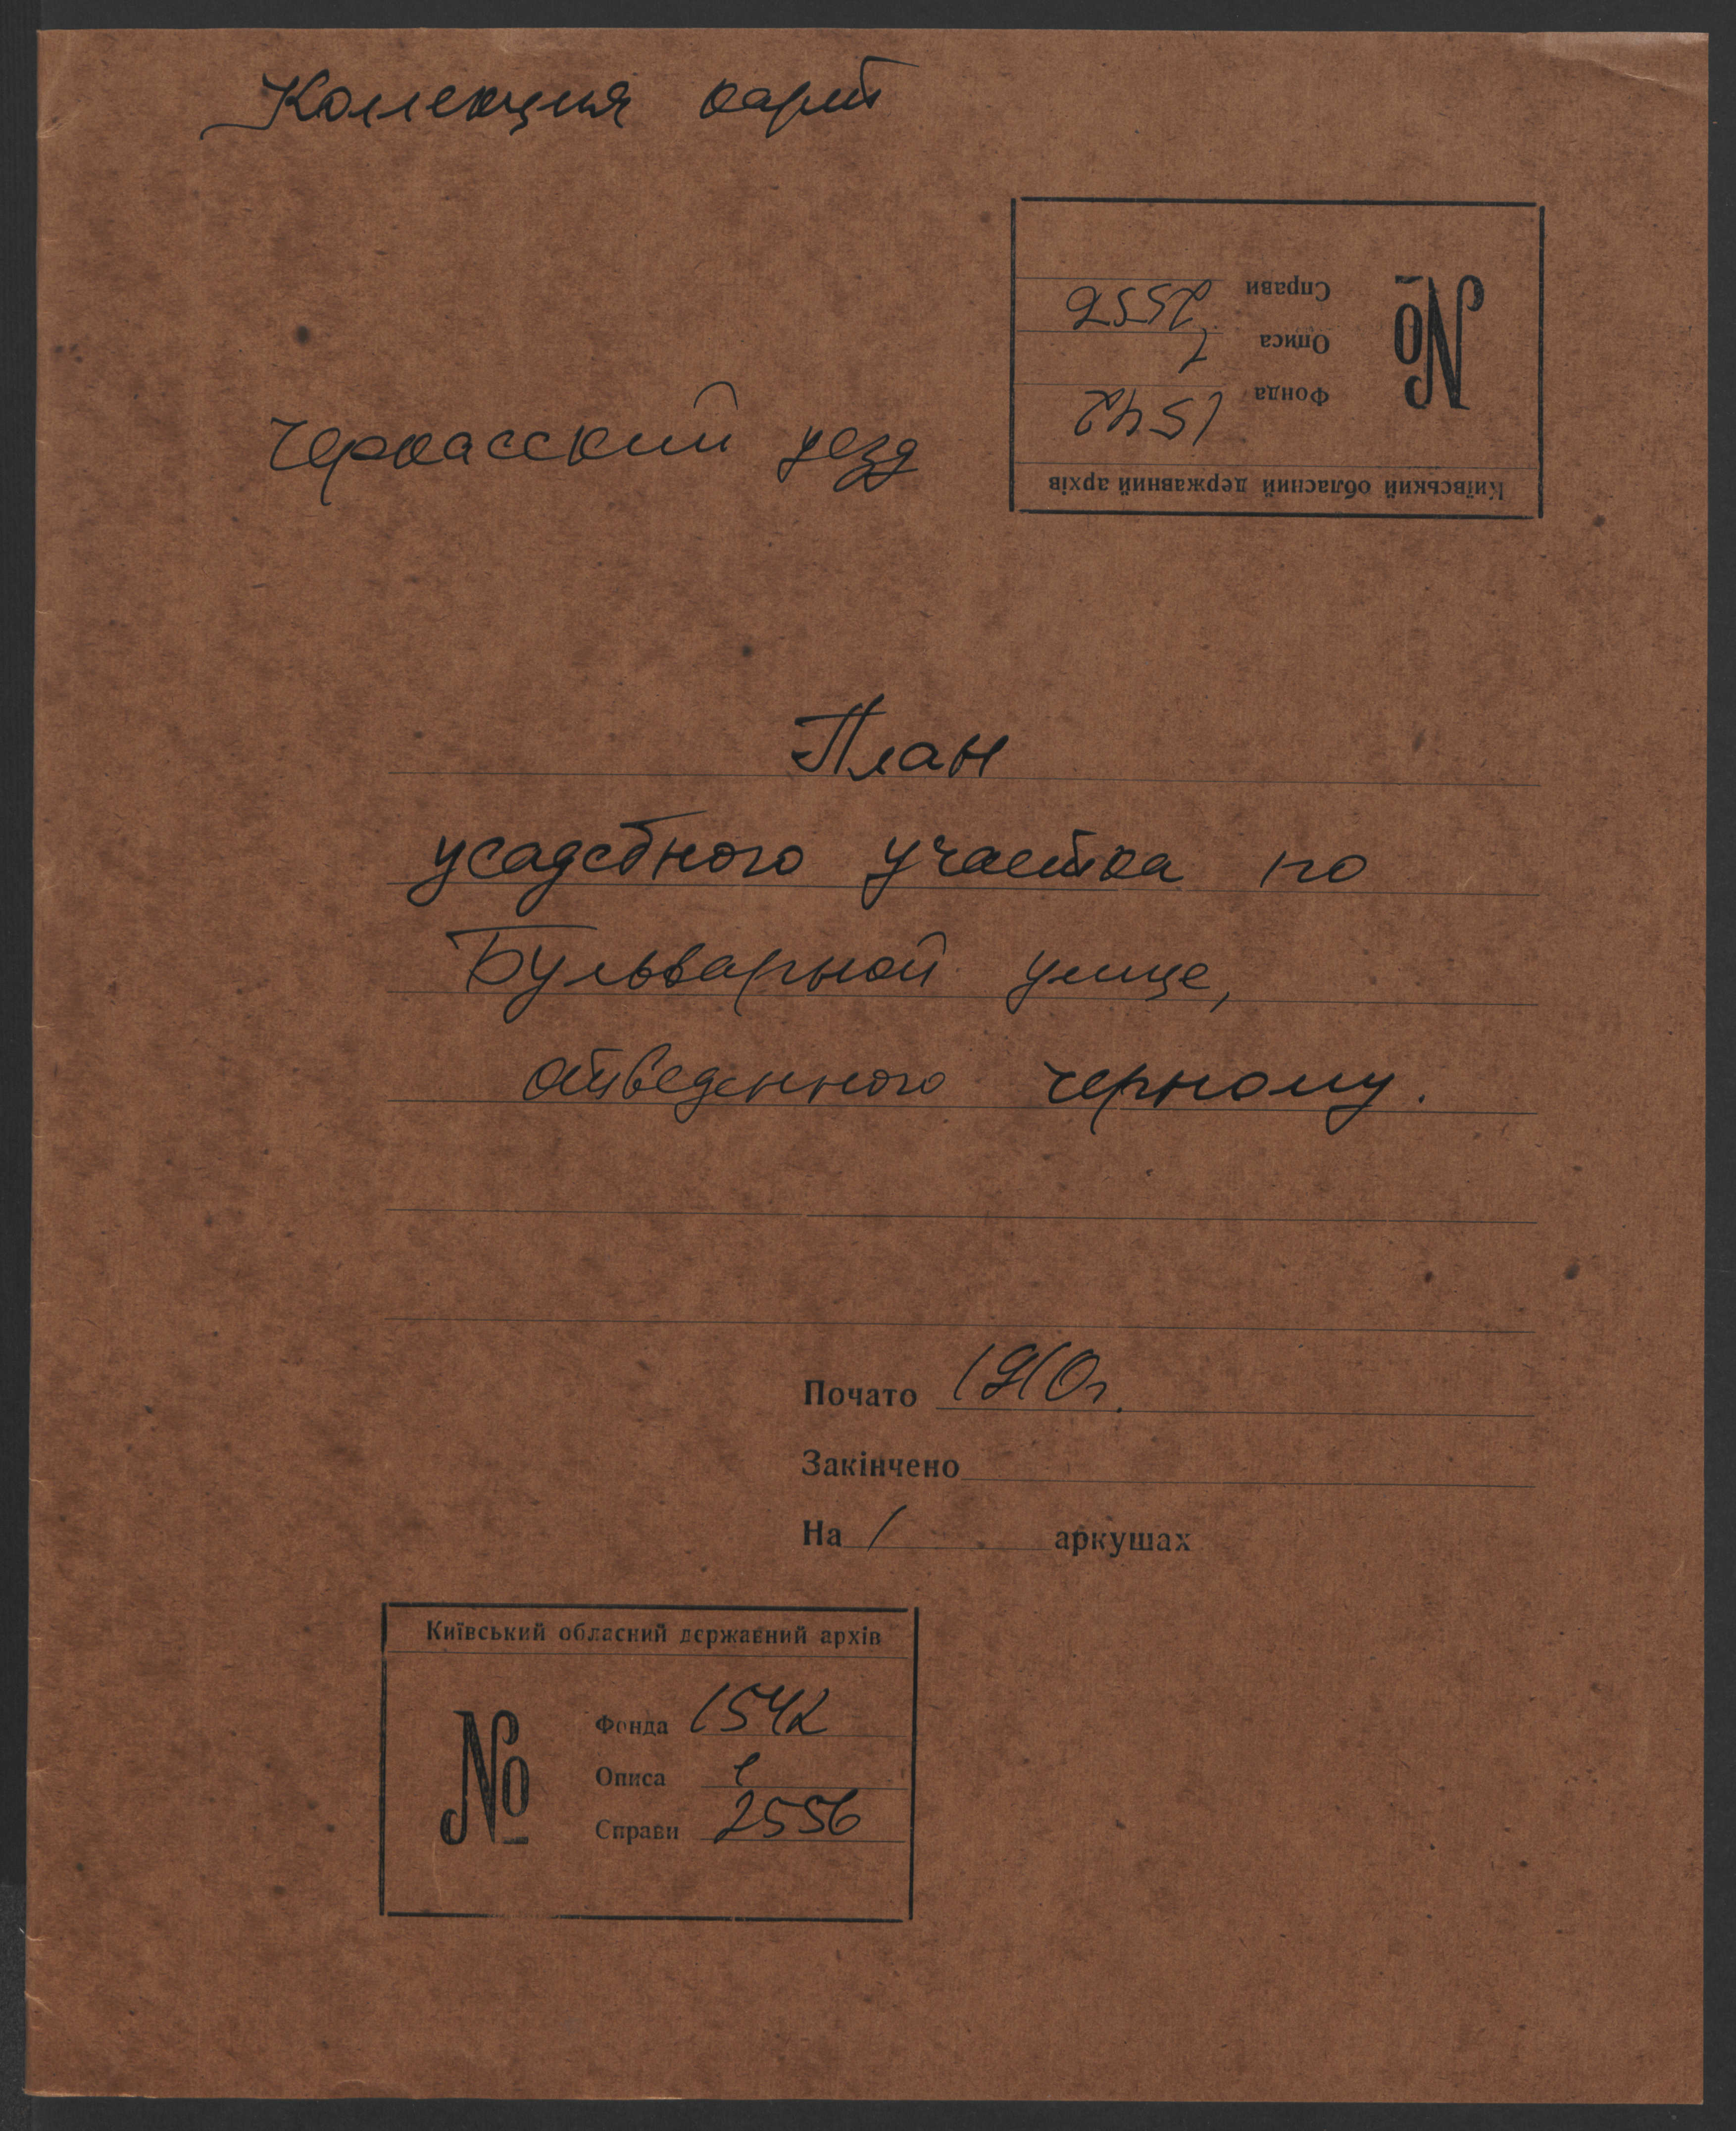 Коллекция карт
Справи 2556
Описа 1
Фонда 1542
Київський обласний державний архів
№
Черкасский уезд
План
усадебного участка по
Бульварной улице,
отведенного Черному.
Почато 1910г.
Закінчено
На 1 аркушах
Київський обласний державний архів
№
Фонда 1542
Описа 1
Справи 2556